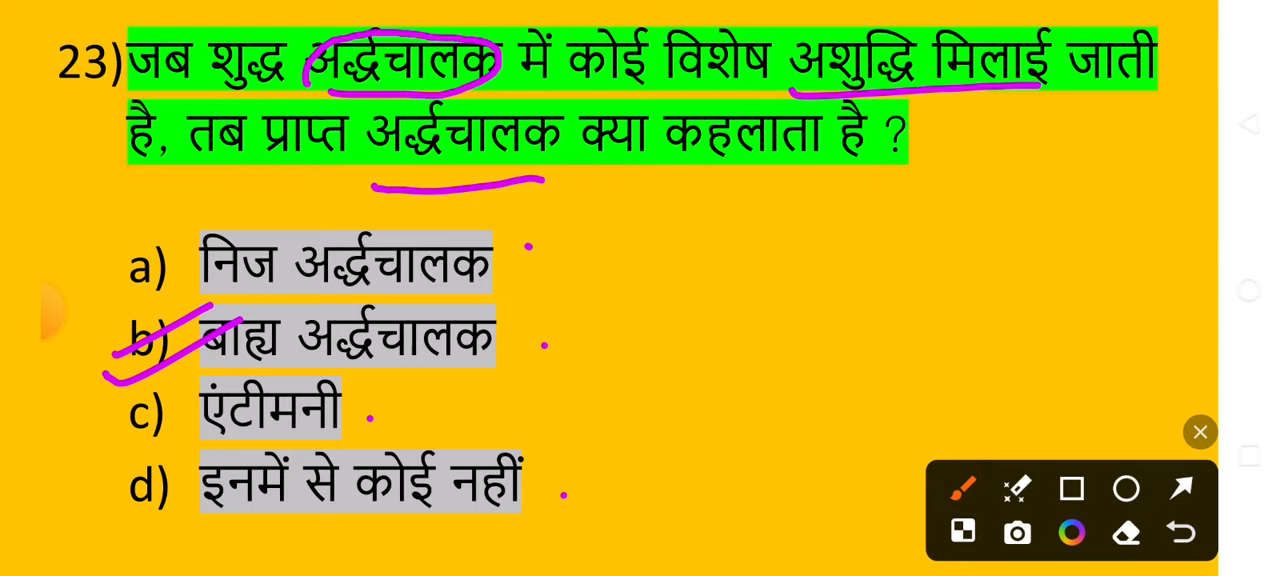 23) जब शुद्ध अर्द्धचालक में कोई विशेष अशुद्धि मिलाई जाती
है, तब प्राप्त अर्द्धचालक क्या कहलाता है ?
a) निज अर्द्धचालक
b) बाह्य अर्द्धचालक
c) एंटीमनी
d) इनमें से कोई नहीं